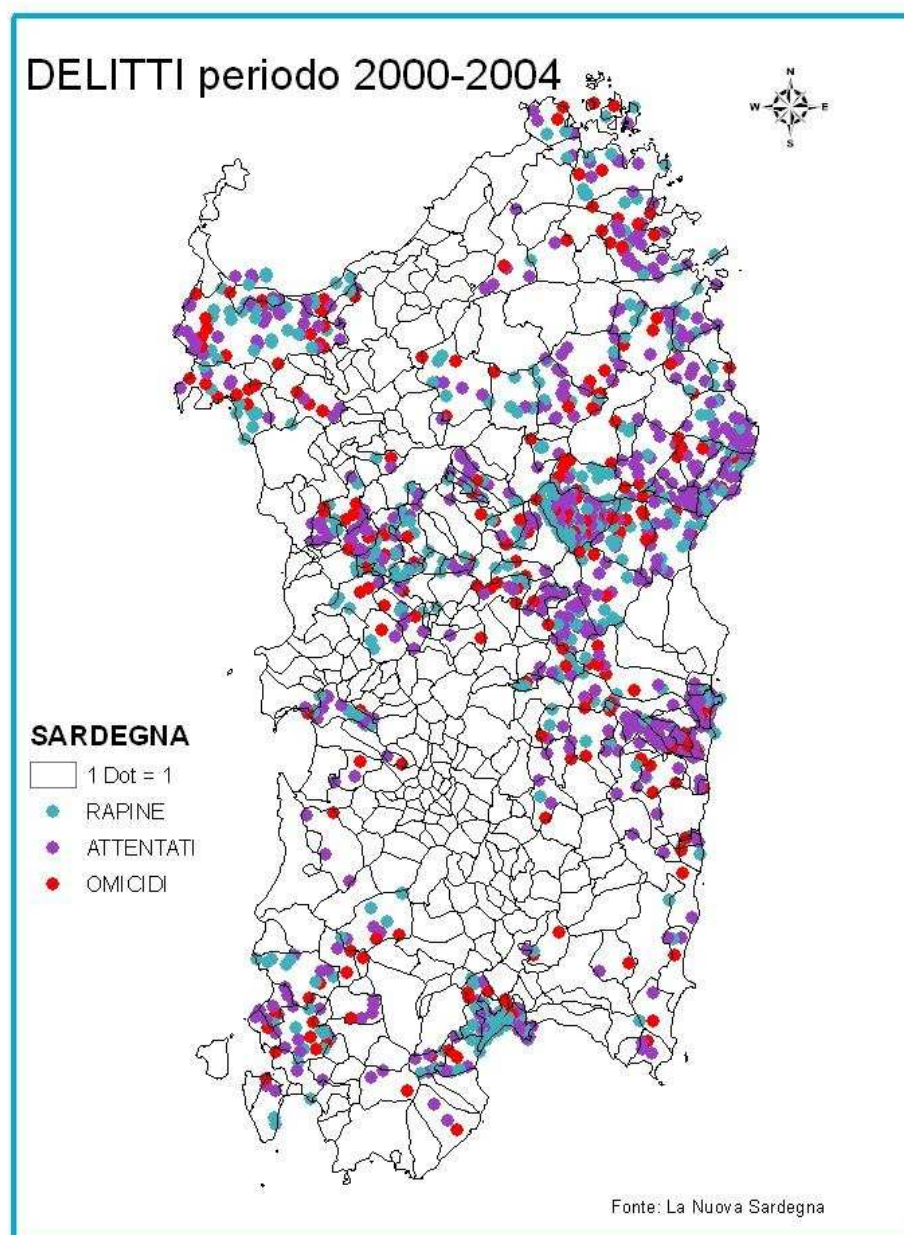 DELITTI periodo 2000-2004
N
W E
S
SARDEGNA
1 Dot = 1
RAPINE
ATTENTATI
OMICIDI
Fonte: La Nuova Sardegna